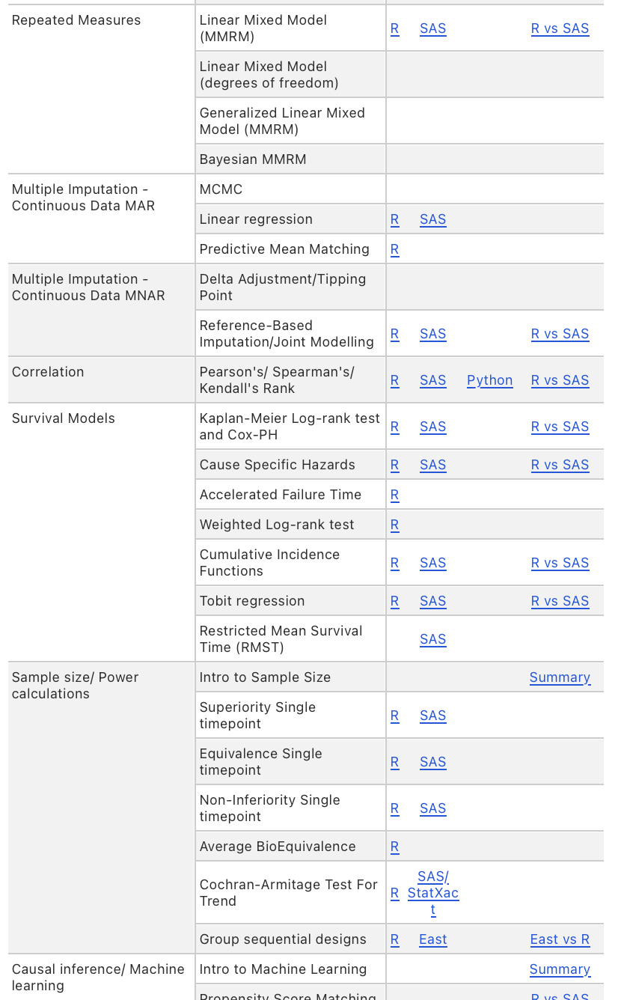 Repeated Measures
Linear Mixed Model
(MMRM)
R SAS R vs SAS
Linear Mixed Model
(degrees of freedom)
Generalized Linear Mixed
Model (MMRM)
Bayesian MMRM
Multiple Imputation -
Continuous Data MAR
MCMC
Linear regression
R SAS
Predictive Mean Matching
R
Multiple Imputation -
Continuous Data MNAR
Delta Adjustment/Tipping
Point
Reference-Based
Imputation/Joint Modelling
R SAS R vs SAS
Correlation
Pearson's/ Spearman's/
Kendall's Rank
R SAS Python R vs SAS
Survival Models
Kaplan-Meier Log-rank test
and Cox-PH
R SAS R vs SAS
Cause Specific Hazards
R SAS R vs SAS
Accelerated Failure Time
R
Weighted Log-rank test
R
Cumulative Incidence
Functions
R SAS R vs SAS
Tobit regression
R SAS R vs SAS
Restricted Mean Survival
Time (RMST)
SAS
Sample size/ Power
calculations
Intro to Sample Size
Summary
Superiority Single
timepoint
R SAS
Equivalence Single
timepoint
R SAS
Non-Inferiority Single
timepoint
R SAS
Average BioEquivalence
R
Cochran-Armitage Test For
Trend
R
SAS/
StatXac
t
Group sequential designs
R East East vs R
Causal inference/ Machine
learning
Intro to Machine Learning
Summary
Propensity Score Matching
R vs SAS